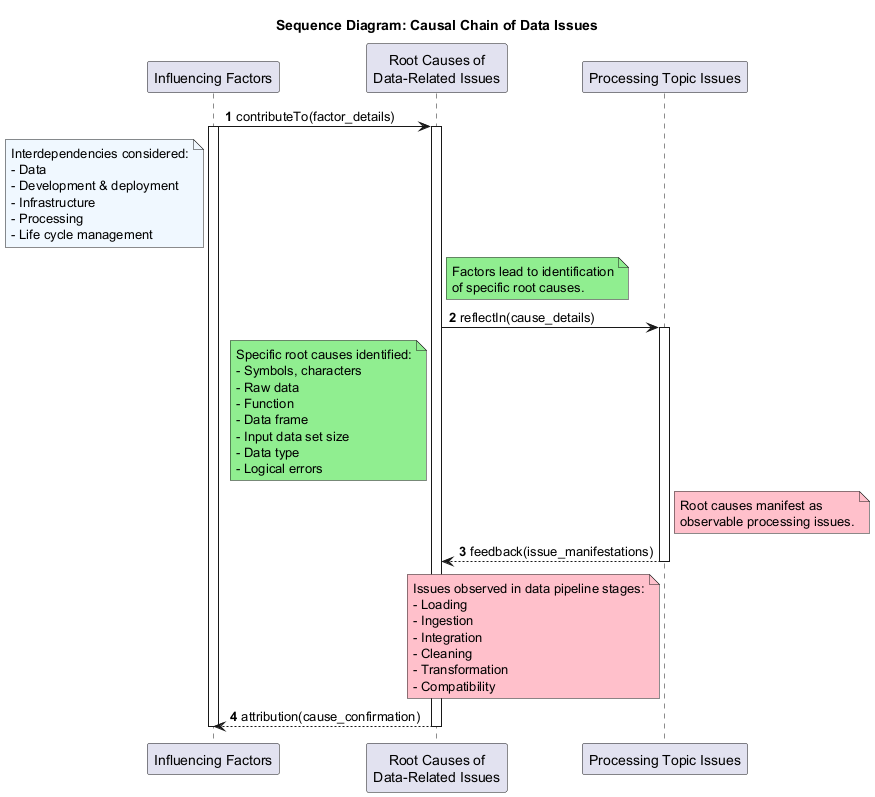 Sequence Diagram: Causal Chain of Data Issues
Influencing Factors
Root Causes of
Data-Related Issues
Processing Topic Issues
1 contributeTo(factor_details)
Interdependencies considered:
- Data
- Development & deployment
- Infrastructure
- Processing
- Life cycle management
Factors lead to identification
of specific root causes.
2 reflectIn(cause_details)
Specific root causes identified:
- Symbols, characters
- Raw data
- Function
- Data frame
- Input data set size
- Data type
- Logical errors
Root causes manifest as
observable processing issues.
3 feedback(issue_manifestations)
Issues observed in data pipeline stages:
- Loading
- Ingestion
- Integration
- Cleaning
- Transformation
- Compatibility
4 attribution(cause_confirmation)
Influencing Factors
Root Causes of
Data-Related Issues
Processing Topic Issues